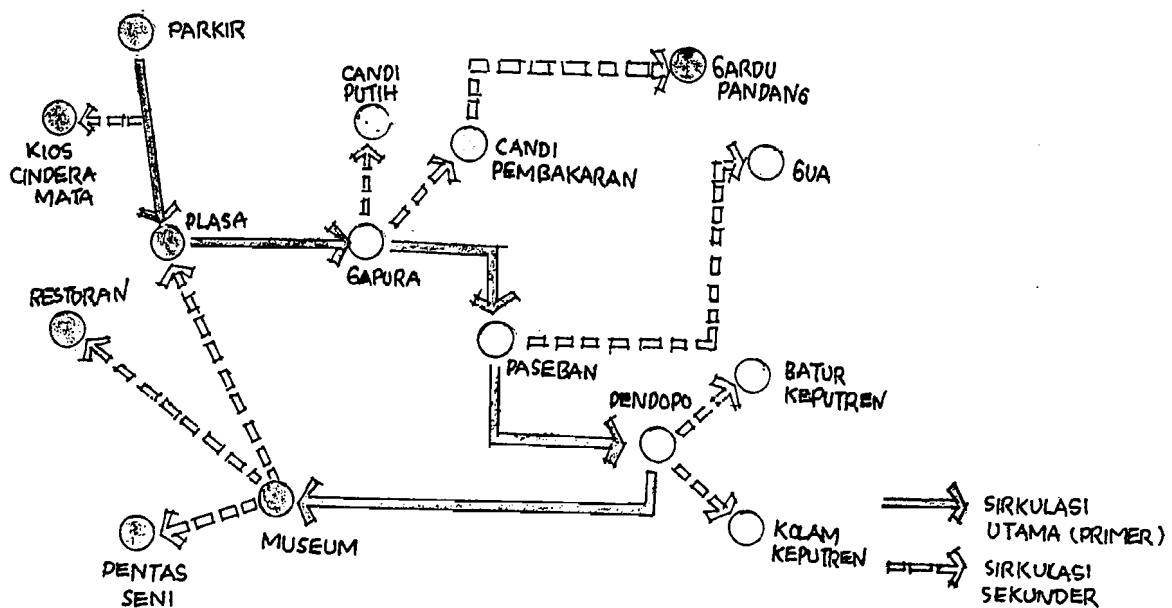 PARKIR
CANDI
PUTIH
GARDU
PANDANG
KIOS
CINDERA
MATA
CANDI
PEMBAKARAN
GUA
PLASA
GAPURA
RESTORAN
PASEBAN
BATUR
KEPUTREN
PENDOPO
MUSEUM
KOLAM
KEPUTREN
PENTAS
SENI
SIRKULASI
UTAMA (PRIMER)
SIRKULASI
SEKUNDER